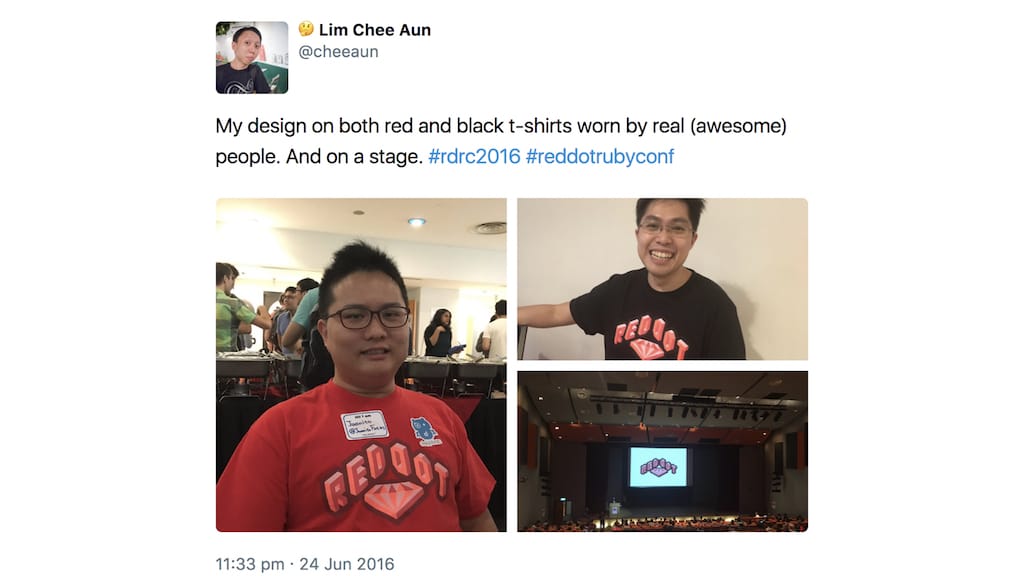 🤔 Lim Chee Aun
@cheeaun
My design on both red and black t-shirts worn by real (awesome)
people. And on a stage. #rdrc2016 #reddotrubyconf
Juanito
REDDOT
REDDOT
REDDOT
11:33 pm · 24 Jun 2016